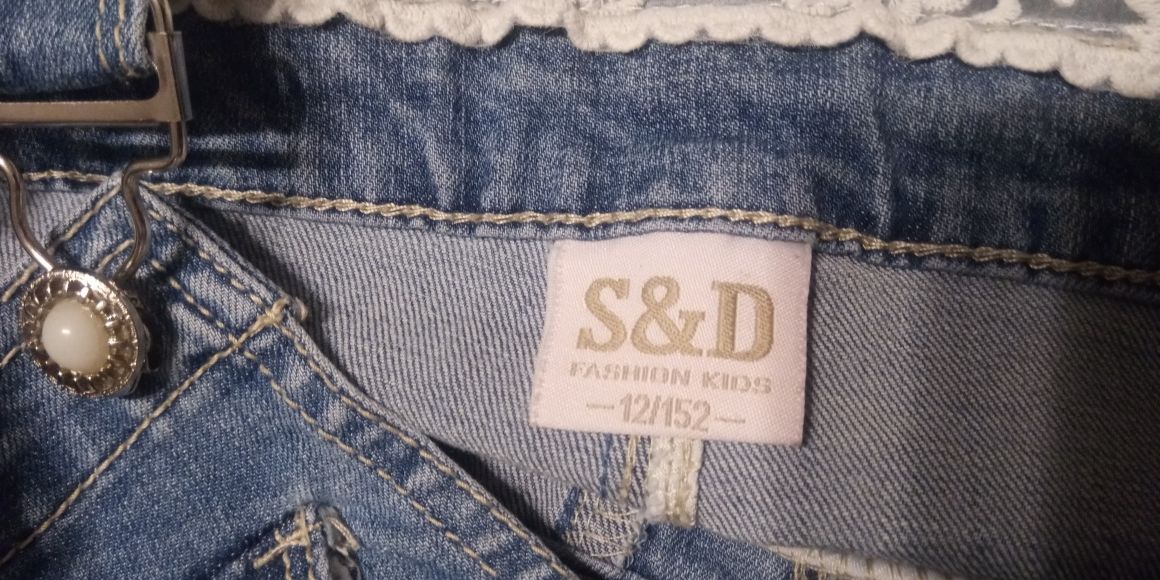 S&D
FASHION KIDS
-12/152-